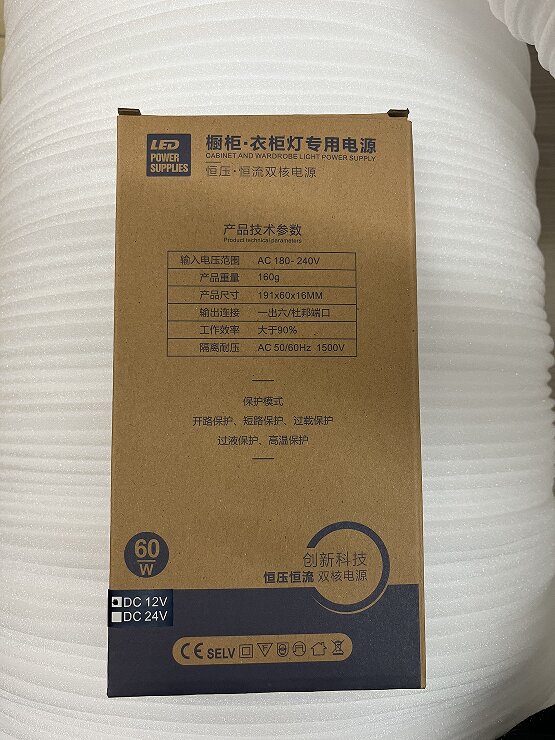 LED
POWER
SUPPLIES
橱柜·衣柜灯专用电源
CABINET AND WARDROBE LIGHT POWER SUPPLY
恒压·恒流双核电源
产品技术参数
Product technical parameters
输入电压范围 AC 180- 240V
产品重量 160g
产品尺寸 191x60x16MM
输出连接 一出六/杜邦端口
工作效率 大于90%
隔离耐压 AC 50/60Hz 1500V
保护模式
开路保护、短路保护、过载保护
过液保护、高温保护
60
W
创新科技
恒压恒流 双核电源
DC 12V
DC 24V
CE SELV